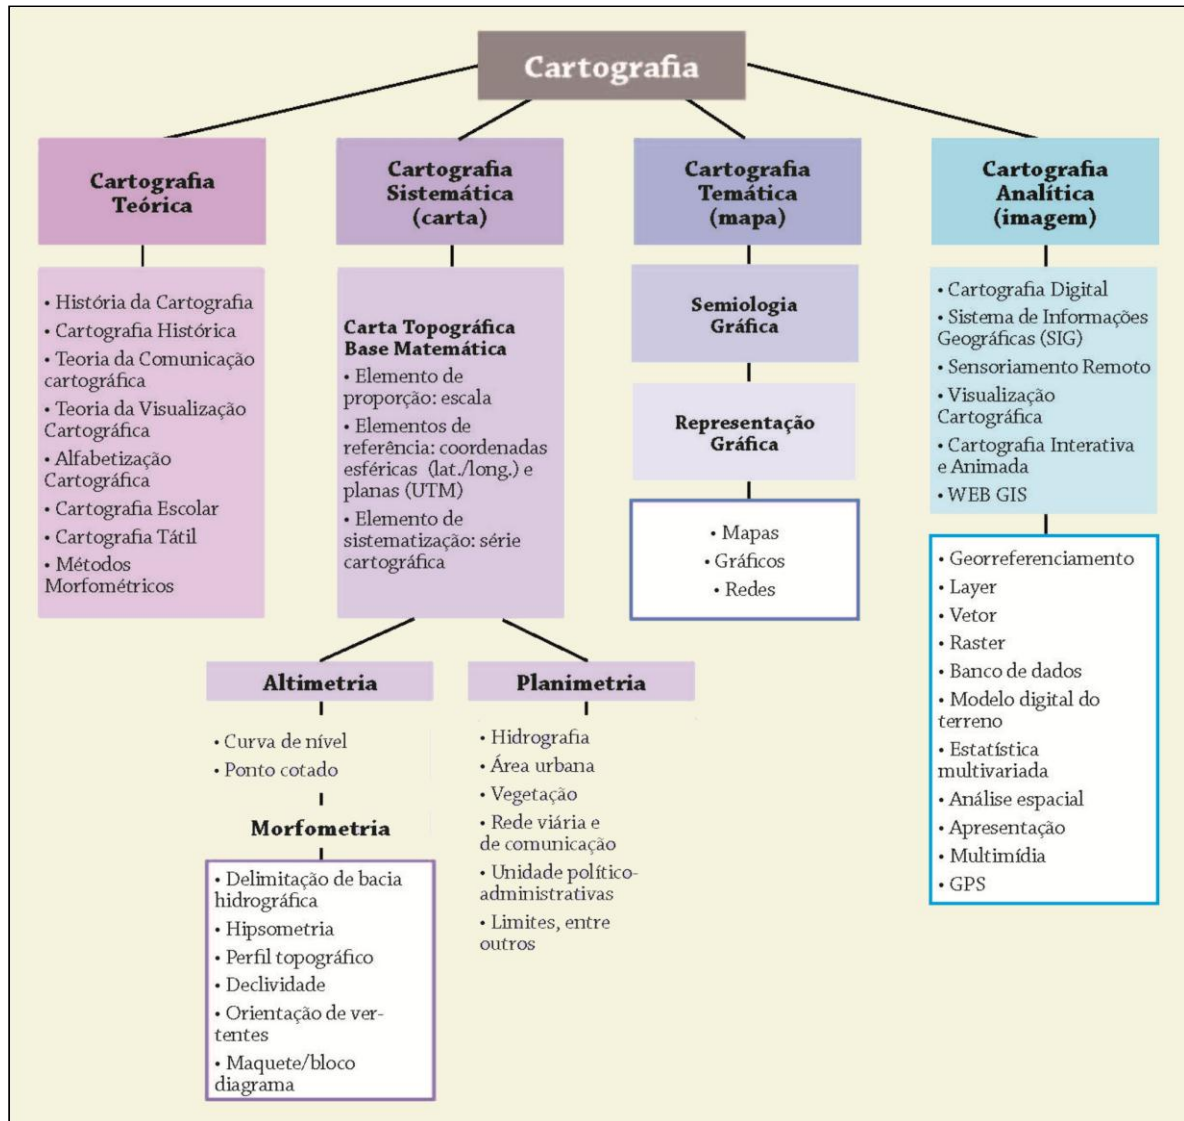 Cartografia
Cartografia
Teórica
• História da Cartografia
• Cartografia Histórica
• Teoria da Comunicação
cartográfica
• Teoria da Visualização
Cartográfica
• Alfabetização
Cartográfica
• Cartografia Escolar
• Cartografia Tátil
• Métodos
Morfométricos
Cartografia
Sistemática
(carta)
Carta Topográfica
Base Matemática
• Elemento de
proporção: escala
• Elementos de
referência: coordenadas
esféricas (lat./long.) e
planas (UTM)
• Elemento de
sistematização: série
cartográfica
Altimetria
• Curva de nível
• Ponto cotado
Morfometria
• Delimitação de bacia
hidrográfica
• Hipsometria
• Perfil topográfico
• Declividade
• Orientação de ver-
tentes
• Maquete/bloco
diagrama
Planimetria
• Hidrografia
• Área urbana
• Vegetação
• Rede viária e
de comunicação
• Unidade político-
administrativas
• Limites, entre
outros
Cartografia
Temática
(mapa)
Semiologia
Gráfica
Representação
Gráfica
• Mapas
• Gráficos
• Redes
Cartografia
Analítica
(imagem)
• Cartografia Digital
• Sistema de Informações
Geográficas (SIG)
• Sensoriamento Remoto
• Visualização
Cartográfica
• Cartografia Interativa
e Animada
• WEB GIS
• Georreferenciamento
• Layer
• Vetor
• Raster
• Banco de dados
• Modelo digital do
terreno
• Estatística
multivariada
• Análise espacial
• Apresentação
• Multimídia
• GPS